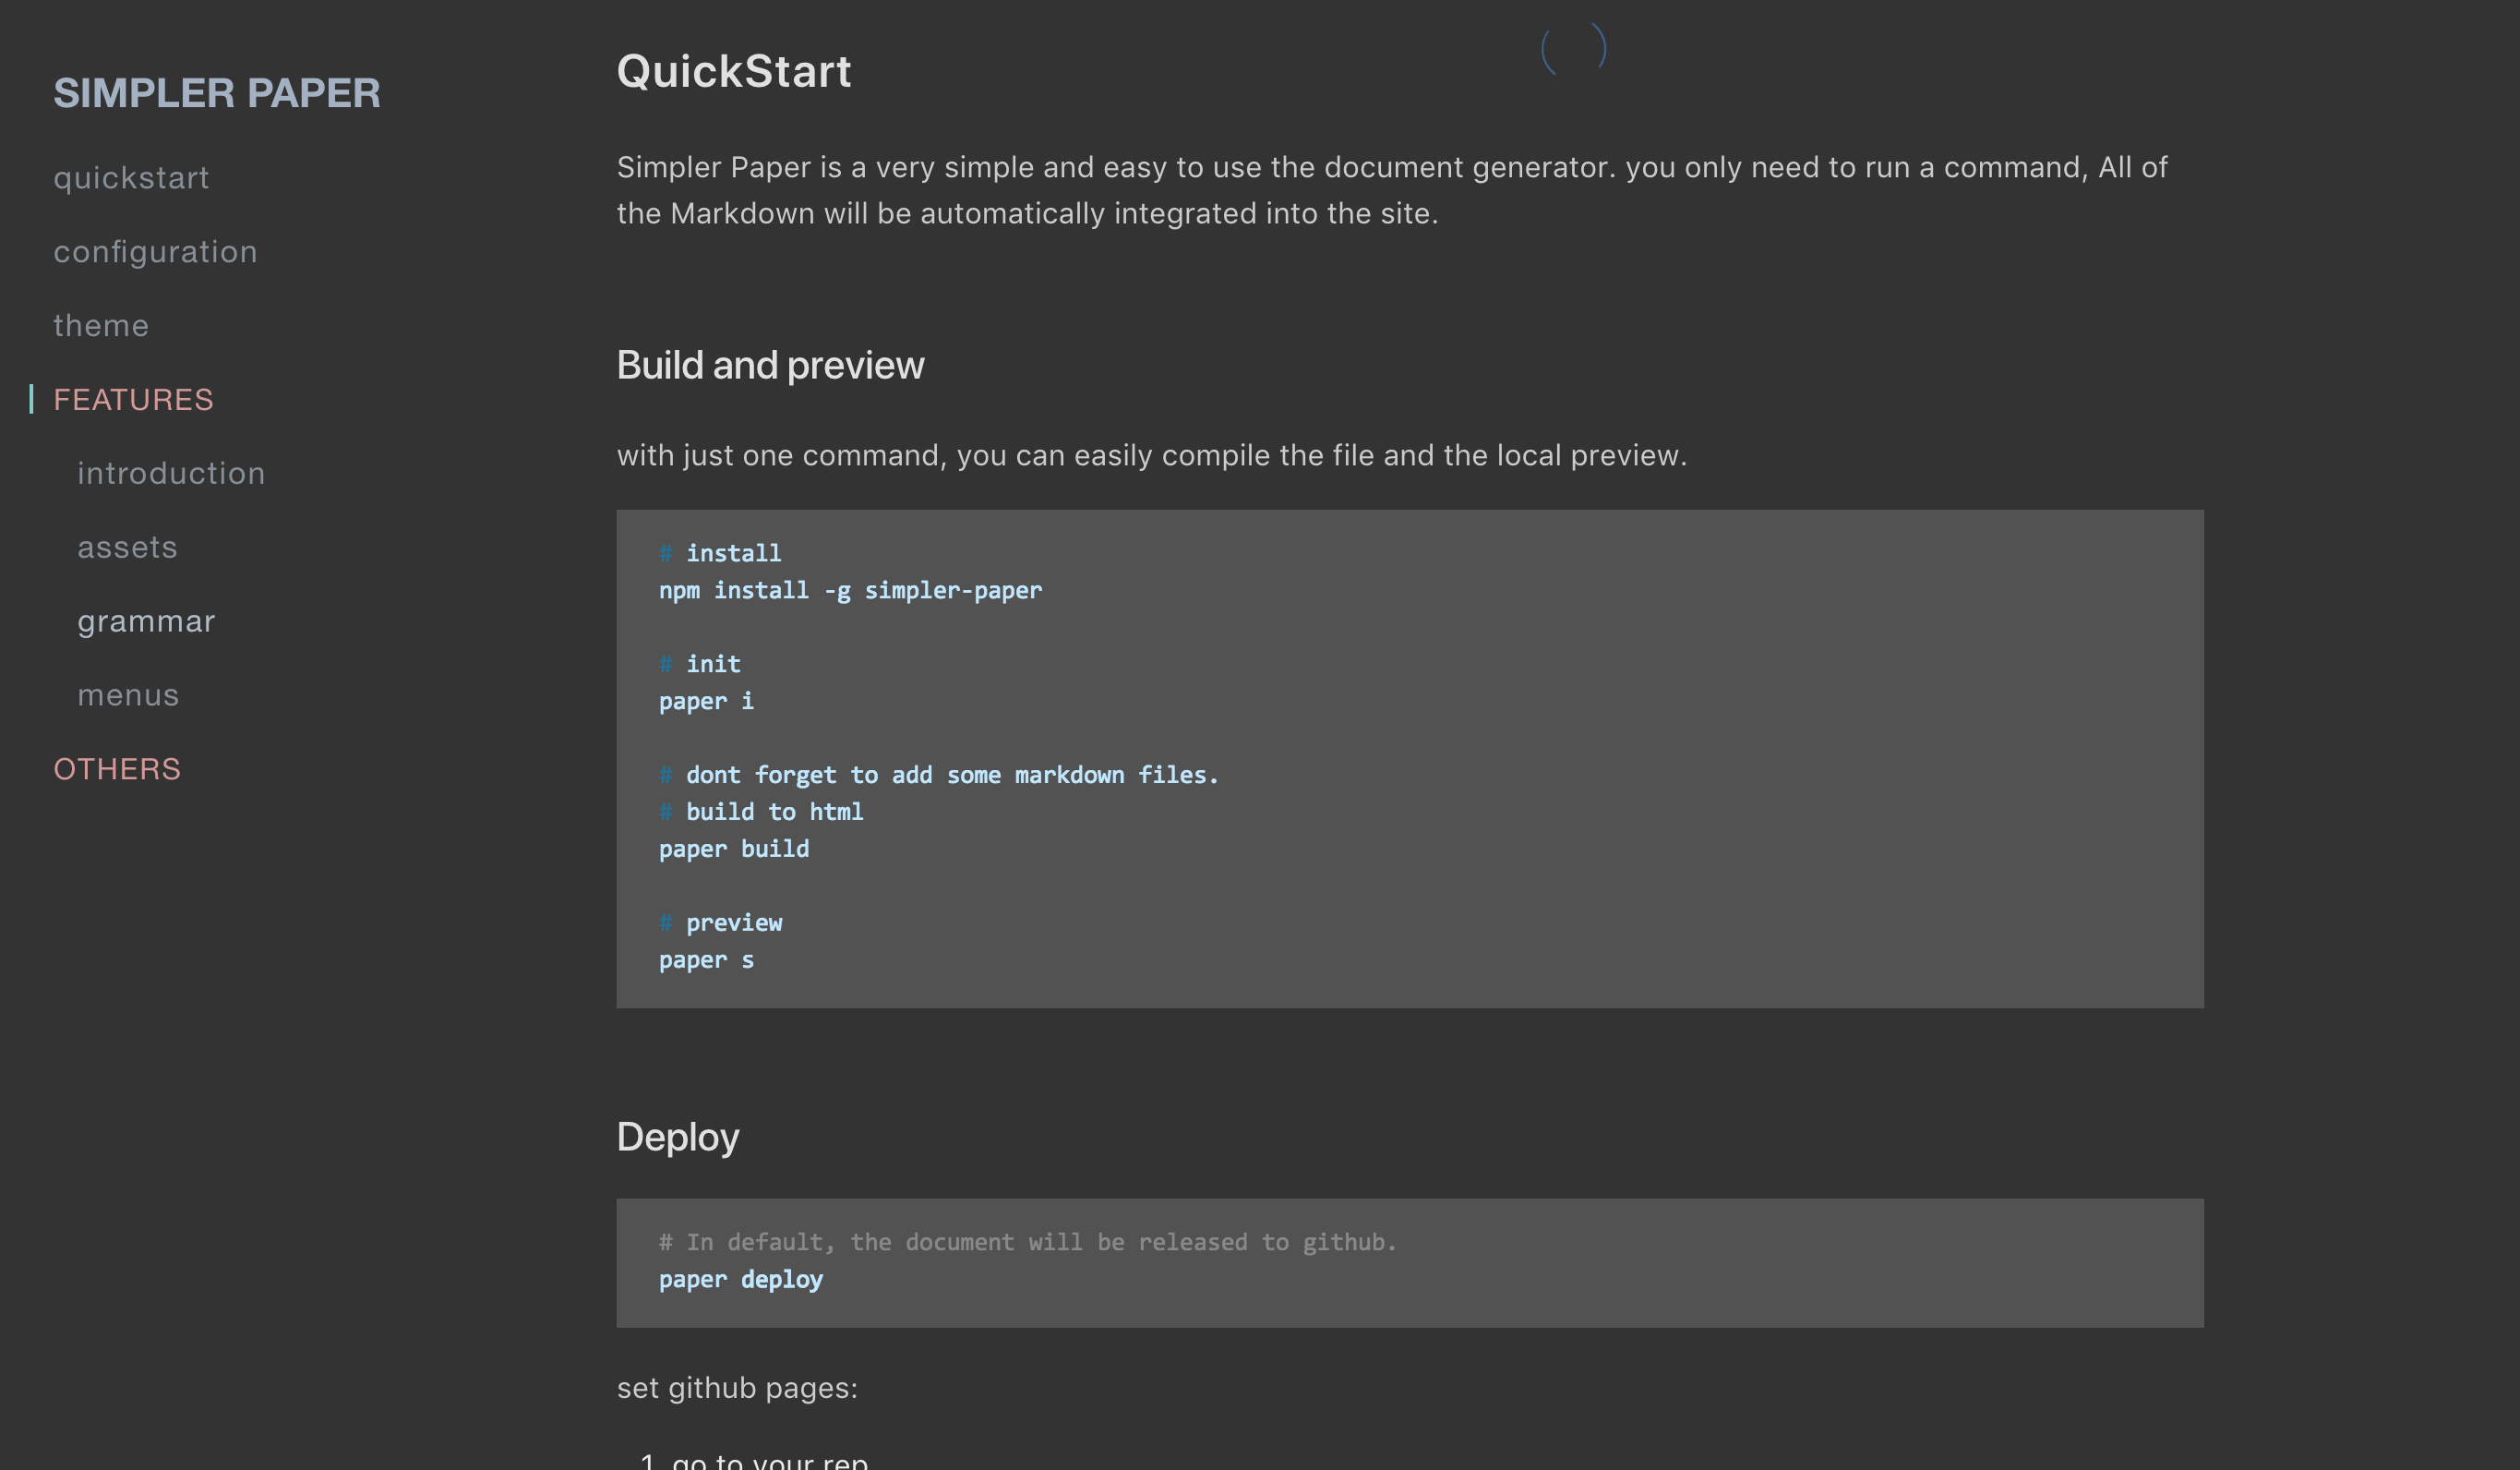 SIMPLER PAPER
quickstart
configuration
theme
FEATURES
introduction
assets
grammar
menus
OTHERS
QuickStart
Simpler Paper is a very simple and easy to use the document generator. you only need to run a command, All of
the Markdown will be automatically integrated into the site.
Build and preview
with just one command, you can easily compile the file and the local preview.
# install
npm install -g simpler-paper
# init
paper i
# dont forget to add some markdown files.
# build to html
paper build
# preview
paper s
Deploy
# In default, the document will be released to github.
paper deploy
set github pages:
1. go to your rep